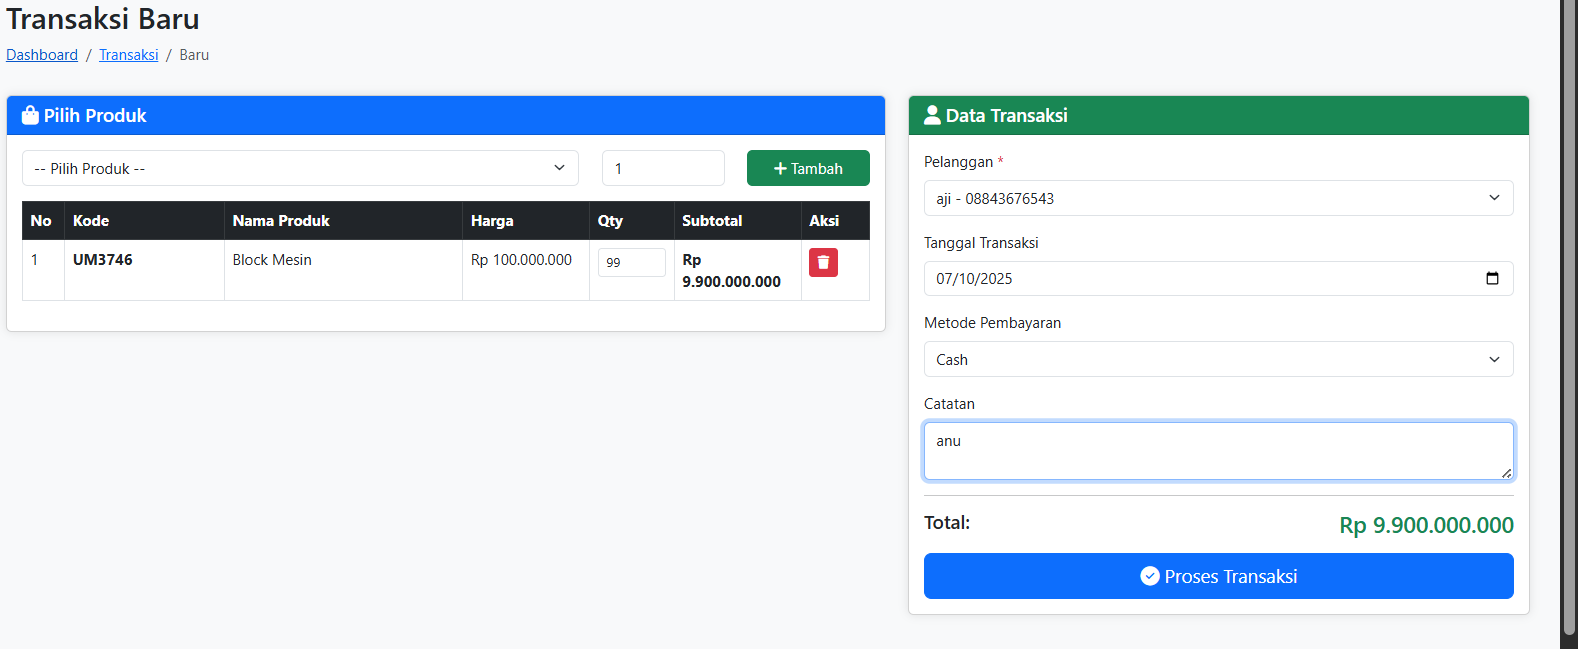 Transaksi Baru
Dashboard / Transaksi / Baru
Pilih Produk
-- Pilih Produk --
1
Tambah
No Kode Nama Produk Harga Qty Subtotal Aksi
1 UM3746 Block Mesin Rp 100.000.000 99 Rp
9.900.000.000
Data Transaksi
Pelanggan *
aji - 08843676543
Tanggal Transaksi
07/10/2025
Metode Pembayaran
Cash
Catatan
anu
Total: Rp 9.900.000.000
Proses Transaksi